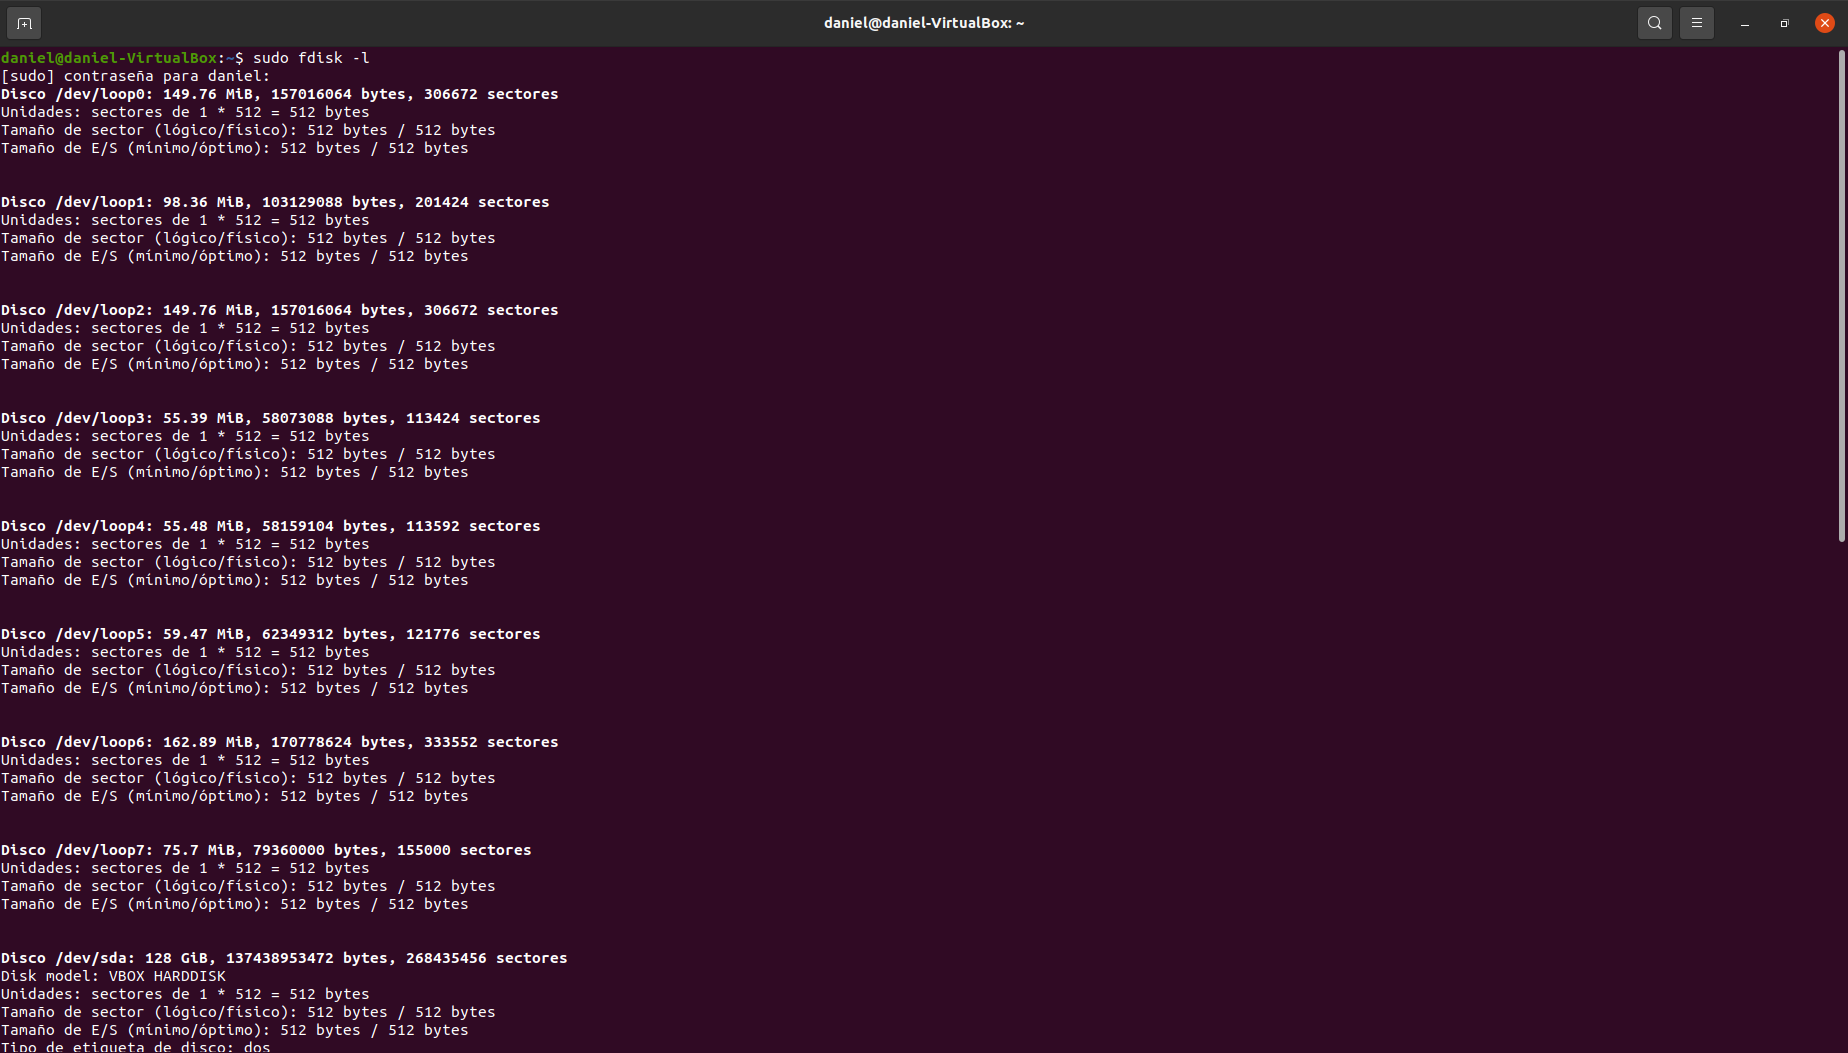 daniel@daniel-VirtualBox: ~
daniel@daniel-VirtualBox:~$ sudo fdisk -l
[sudo] contraseña para daniel:
Disco /dev/loop0: 149.76 MiB, 157016064 bytes, 306672 sectores
Unidades: sectores de 1 * 512 = 512 bytes
Tamaño de sector (lógico/físico): 512 bytes / 512 bytes
Tamaño de E/S (mínimo/óptimo): 512 bytes / 512 bytes
Disco /dev/loop1: 98.36 MiB, 103129088 bytes, 201424 sectores
Unidades: sectores de 1 * 512 = 512 bytes
Tamaño de sector (lógico/físico): 512 bytes / 512 bytes
Tamaño de E/S (mínimo/óptimo): 512 bytes / 512 bytes
Disco /dev/loop2: 149.76 MiB, 157016064 bytes, 306672 sectores
Unidades: sectores de 1 * 512 = 512 bytes
Tamaño de sector (lógico/físico): 512 bytes / 512 bytes
Tamaño de E/S (mínimo/óptimo): 512 bytes / 512 bytes
Disco /dev/loop3: 55.39 MiB, 58073088 bytes, 113424 sectores
Unidades: sectores de 1 * 512 = 512 bytes
Tamaño de sector (lógico/físico): 512 bytes / 512 bytes
Tamaño de E/S (mínimo/óptimo): 512 bytes / 512 bytes
Disco /dev/loop4: 55.48 MiB, 58159104 bytes, 113592 sectores
Unidades: sectores de 1 * 512 = 512 bytes
Tamaño de sector (lógico/físico): 512 bytes / 512 bytes
Tamaño de E/S (mínimo/óptimo): 512 bytes / 512 bytes
Disco /dev/loop5: 59.47 MiB, 62349312 bytes, 121776 sectores
Unidades: sectores de 1 * 512 = 512 bytes
Tamaño de sector (lógico/físico): 512 bytes / 512 bytes
Tamaño de E/S (mínimo/óptimo): 512 bytes / 512 bytes
Disco /dev/loop6: 162.89 MiB, 170778624 bytes, 333552 sectores
Unidades: sectores de 1 * 512 = 512 bytes
Tamaño de sector (lógico/físico): 512 bytes / 512 bytes
Tamaño de E/S (mínimo/óptimo): 512 bytes / 512 bytes
Disco /dev/loop7: 75.7 MiB, 79360000 bytes, 155000 sectores
Unidades: sectores de 1 * 512 = 512 bytes
Tamaño de sector (lógico/físico): 512 bytes / 512 bytes
Tamaño de E/S (mínimo/óptimo): 512 bytes / 512 bytes
Disco /dev/sda: 128 GiB, 137438953472 bytes, 268435456 sectores
Disk model: VBOX HARDDISK
Unidades: sectores de 1 * 512 = 512 bytes
Tamaño de sector (lógico/físico): 512 bytes / 512 bytes
Tamaño de E/S (mínimo/óptimo): 512 bytes / 512 bytes
Tipo de etiqueta de disco: dos